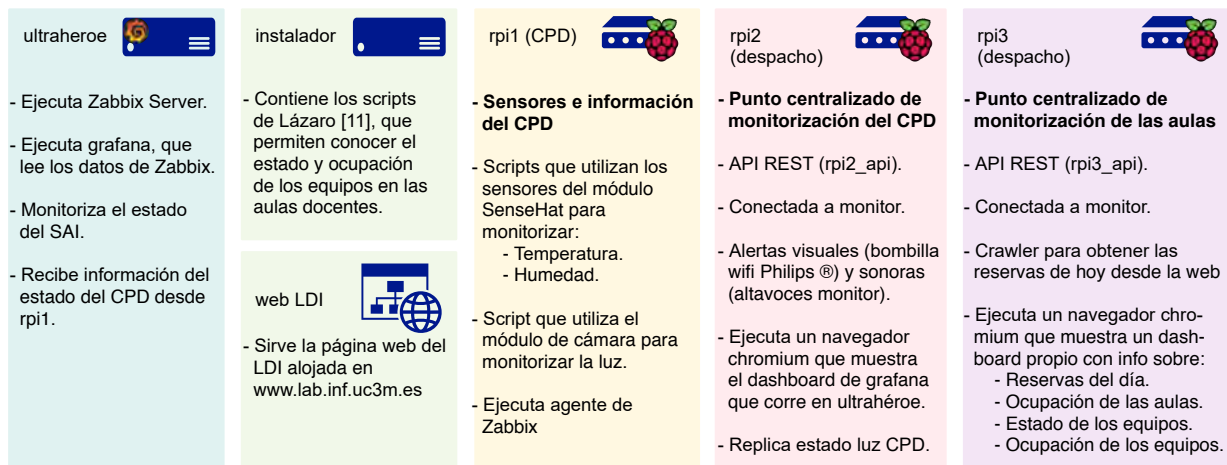 ultraheroe
- Ejecuta Zabbix Server.
- Ejecuta grafana, que
lee los datos de Zabbix.
- Monitoriza el estado
del SAI.
- Recibe información del
estado del CPD desde
rpi1.
instalador
- Contiene los scripts
de Lázaro [11], que
permiten conocer el
estado y ocupación
de los equipos en las
aulas docentes.
web LDI
- Sirve la página web del
LDI alojada en
www.lab.inf.uc3m.es
rpi1 (CPD)
- Sensores e información
del CPD
- Scripts que utilizan los
sensores del módulo
SenseHat para
monitorizar:
- Temperatura.
- Humedad.
- Script que utiliza el
módulo de cámara para
monitorizar la luz.
- Ejecuta agente de
Zabbix
rpi2
(despacho)
- Punto centralizado de
monitorización del CPD
- API REST (rpi2_api).
- Conectada a monitor.
- Alertas visuales (bombilla
wifi Philips ®) y sonoras
(altavoces monitor).
- Ejecuta un navegador
chromium que muestra
el dashboard de grafana
que corre en ultrahéroe.
- Replica estado luz CPD.
rpi3
(despacho)
- Punto centralizado de
monitorización de las aulas
- API REST (rpi3_api).
- Conectada a monitor.
- Crawler para obtener las
reservas de hoy desde la web
- Ejecuta un navegador chro-
mium que muestra un dash-
board propio con info sobre:
- Reservas del día.
- Ocupación de las aulas.
- Estado de los equipos.
- Ocupación de los equipos.